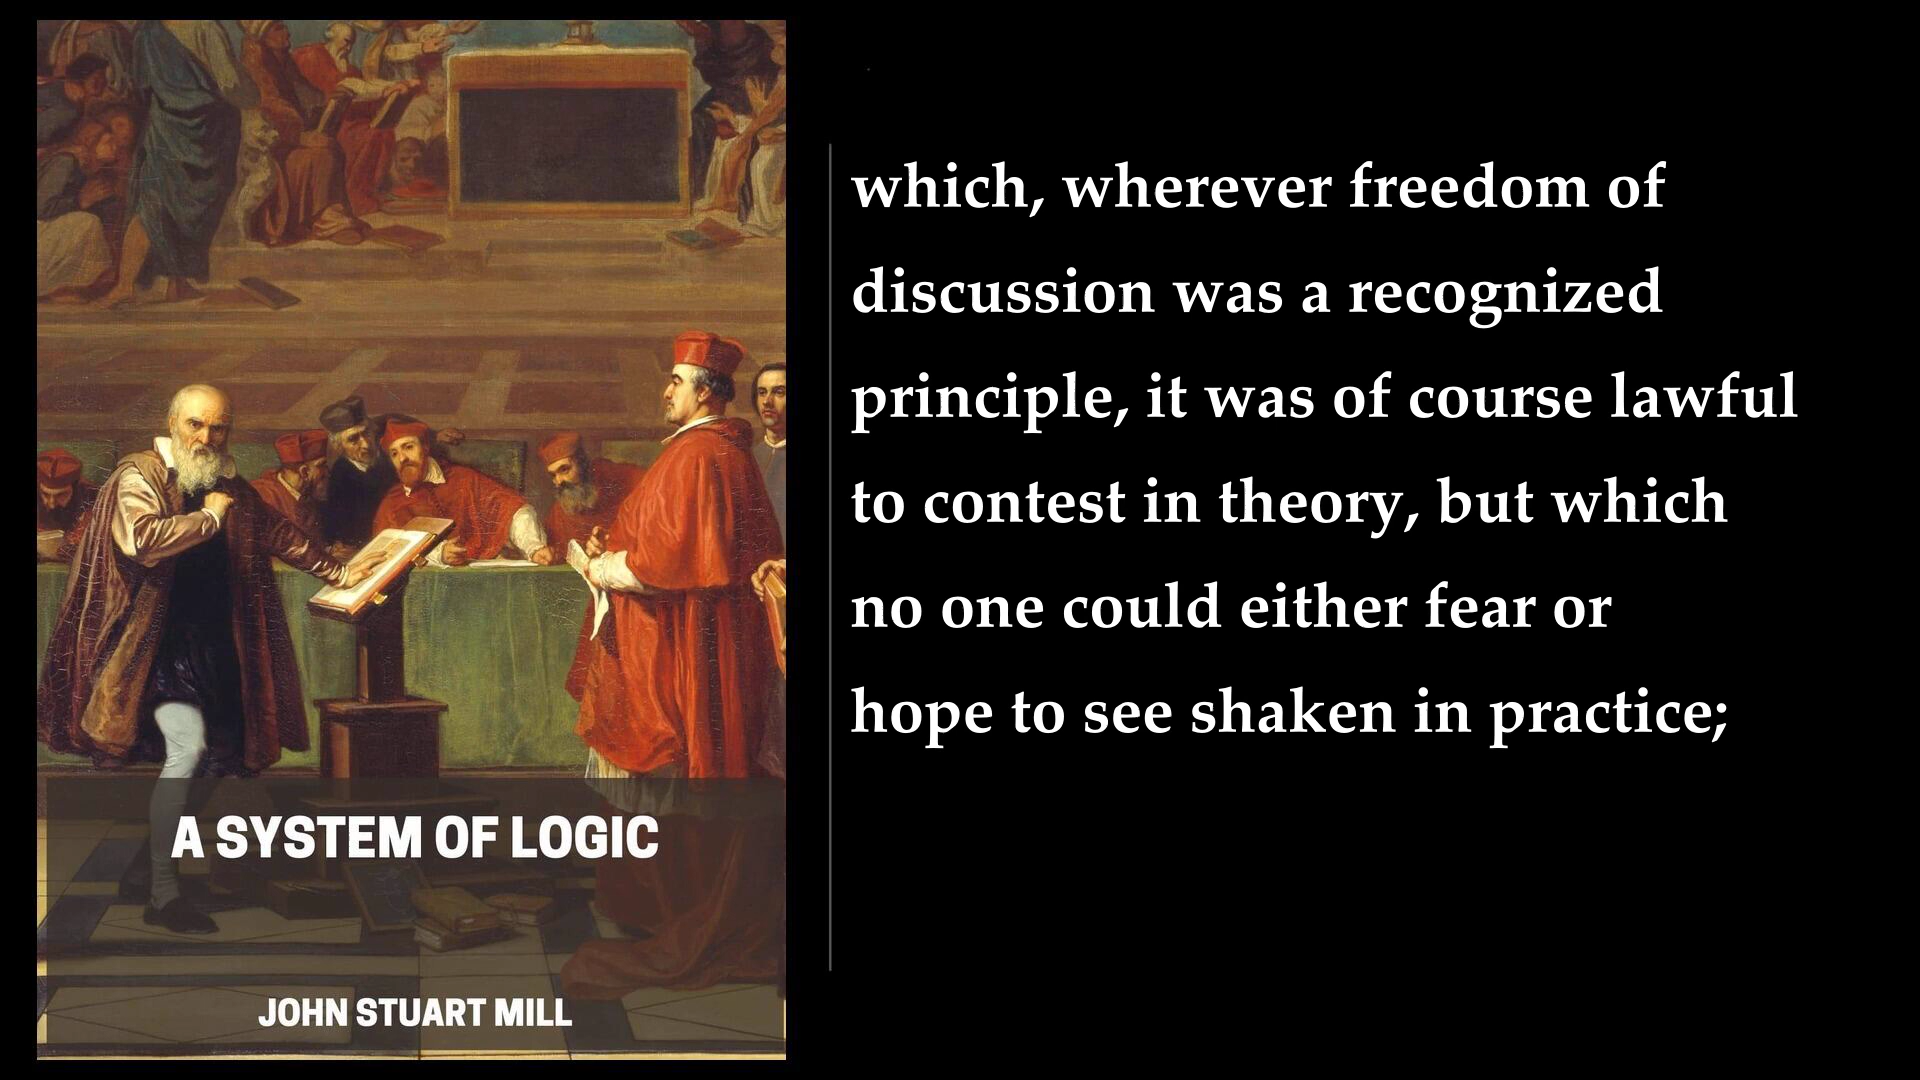 A SYSTEM OF LOGIC
JOHN STUART MILL
which, wherever freedom of
discussion was a recognized
principle, it was of course lawful
to contest in theory, but which
no one could either fear or
hope to see shaken in practice;